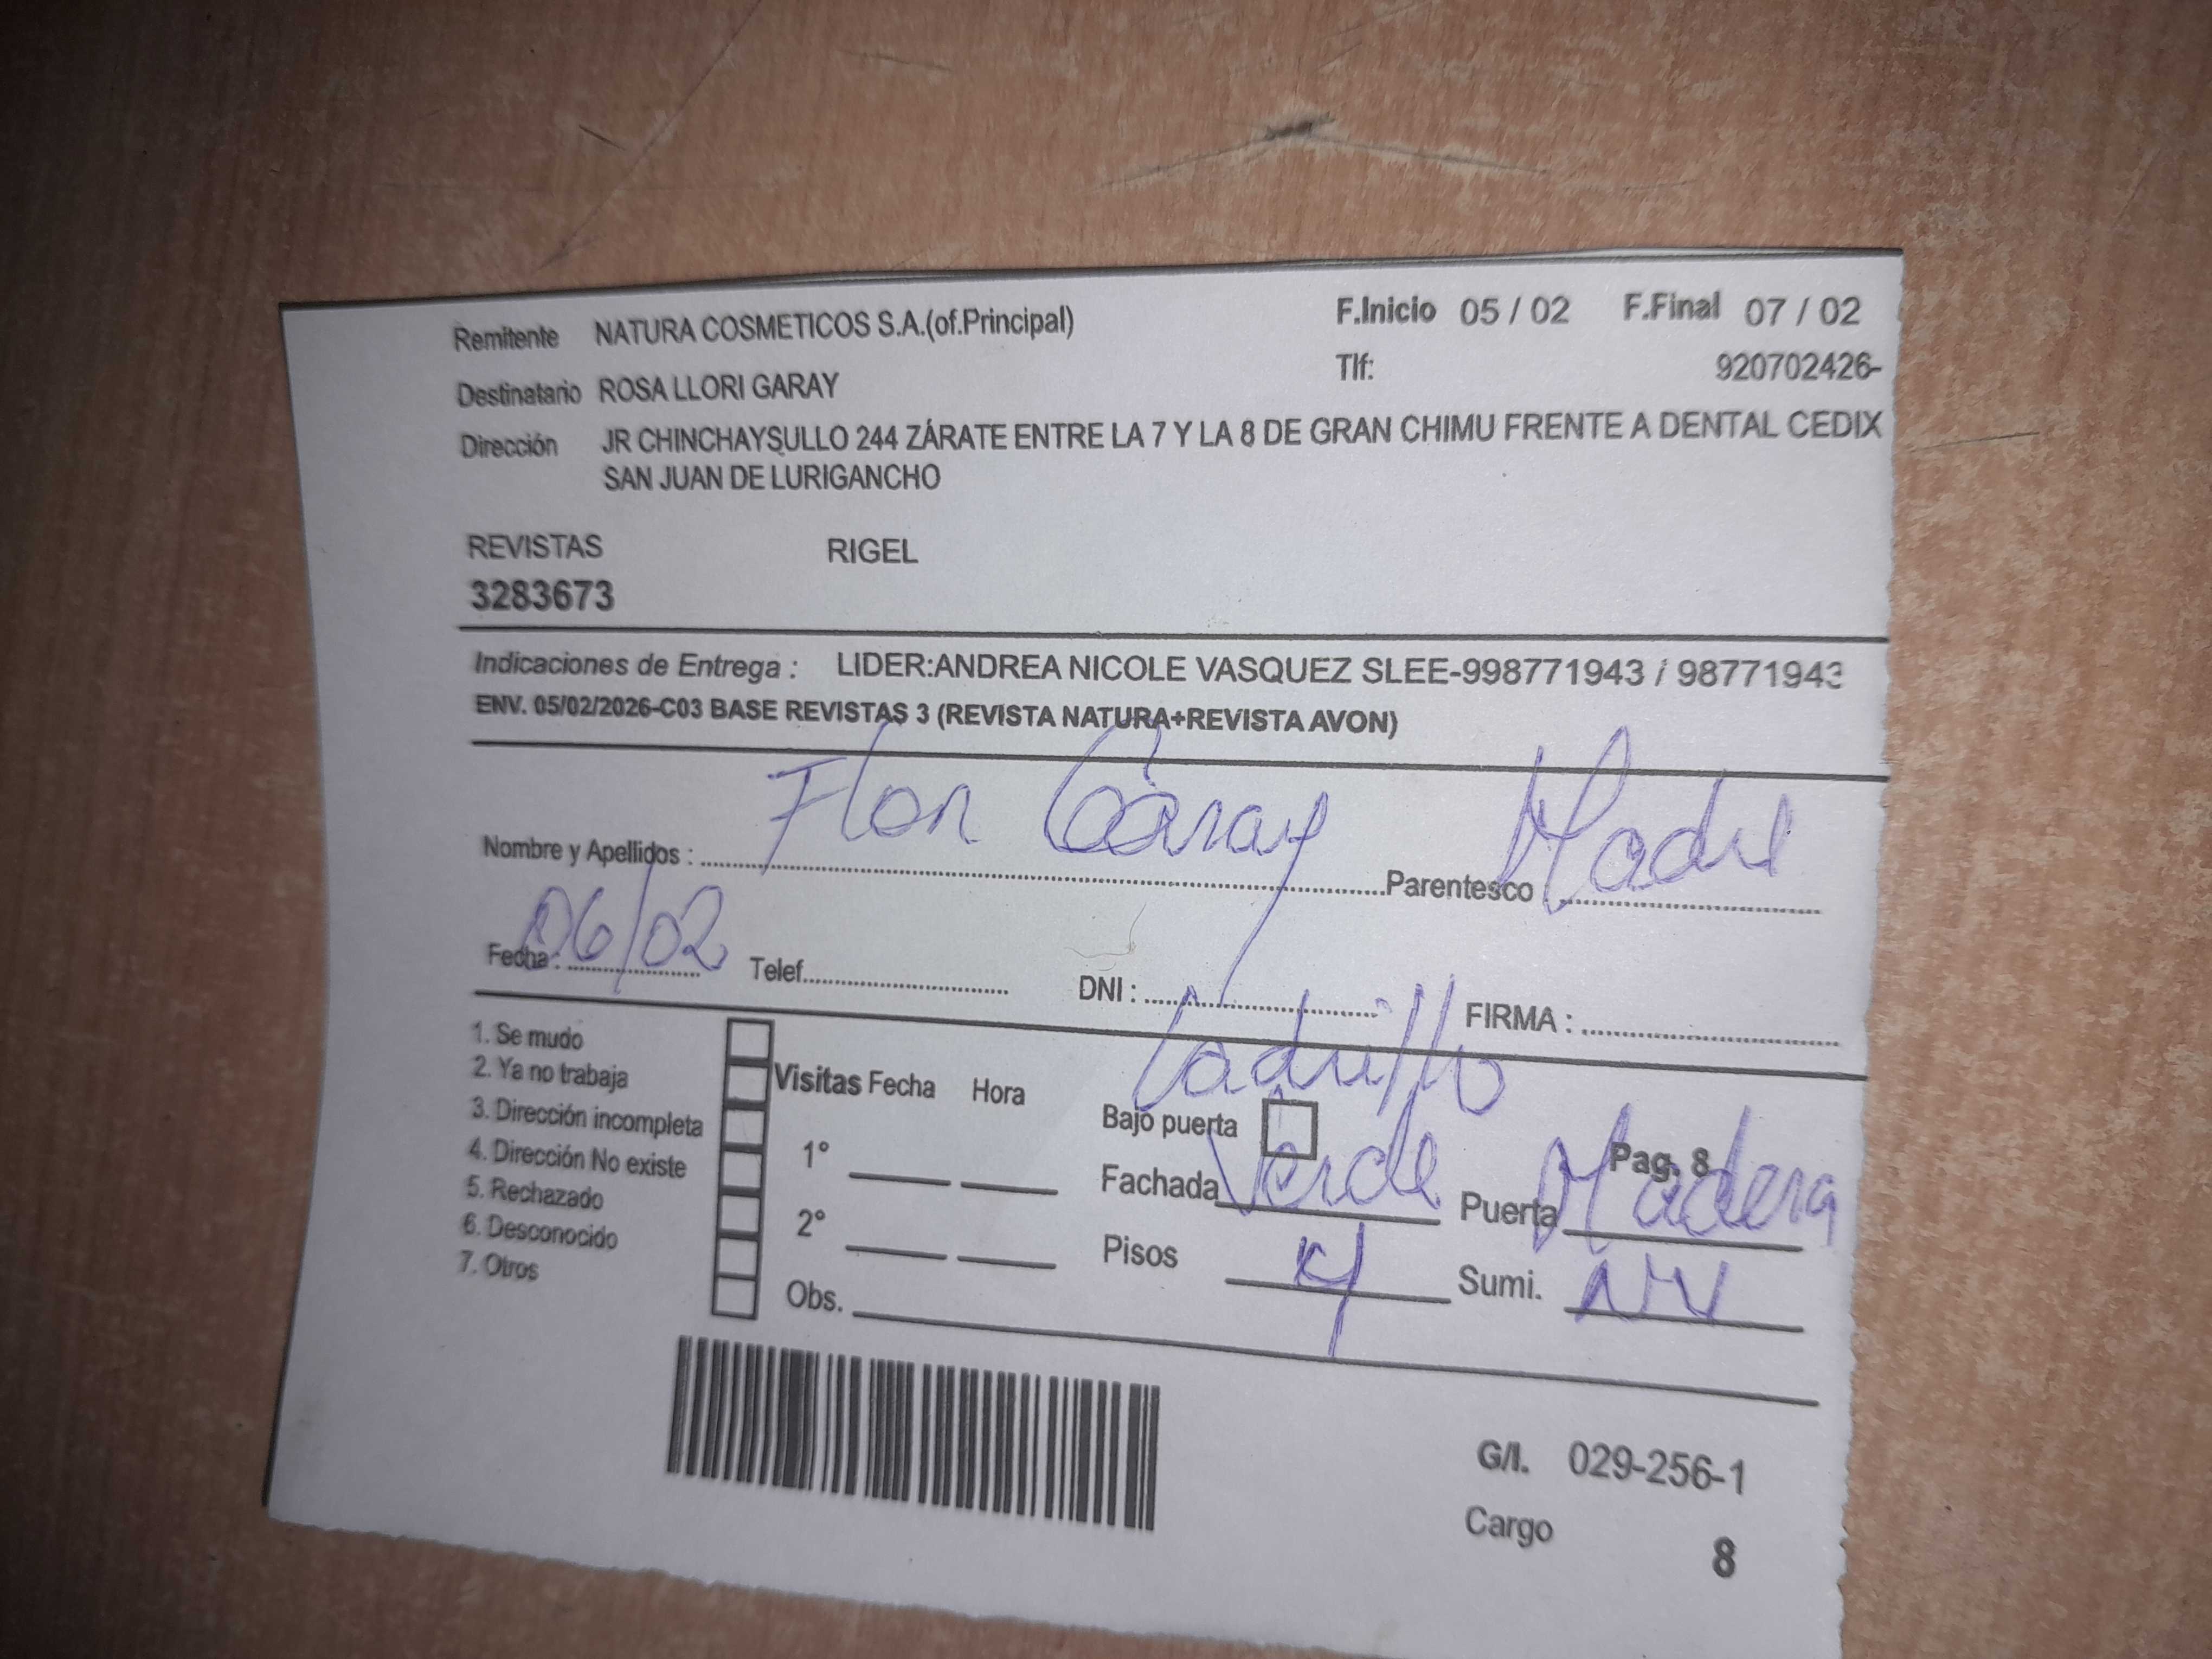 Remitente NATURA COSMETICOS S.A.(of.Principal) F.Inicio 05 / 02 F.Final 07 / 02
Tlf: 920702426-
Destinatario ROSA LLORI GARAY
Dirección JR CHINCHAYSULLO 244 ZÁRATE ENTRE LA 7 Y LA 8 DE GRAN CHIMU FRENTE A DENTAL CEDIX
SAN JUAN DE LURIGANCHO
REVISTAS RIGEL
3283673
Indicaciones de Entrega : LIDER:ANDREA NICOLE VASQUEZ SLEE-998771943 / 98771943
ENV. 05/02/2026-C03 BASE REVISTAS 3 (REVISTA NATURA+REVISTA AVON)
Nombre y Apellidos : Flor Garay Parentesco : Madre
Fecha : 06/02 Telef. DNI : FIRMA :
1. Se mudo
2. Ya no trabaja
3. Dirección incompleta
4. Dirección No existe
5. Rechazado
6. Desconocido
7. Otros
Visitas Fecha Hora
1°
2°
Obs.
Ladrillo
Bajo puerta
Pag. 8
Fachada Verde Puerta Madera
Pisos 4 Sumi.
G/I. 029-256-1
Cargo 8